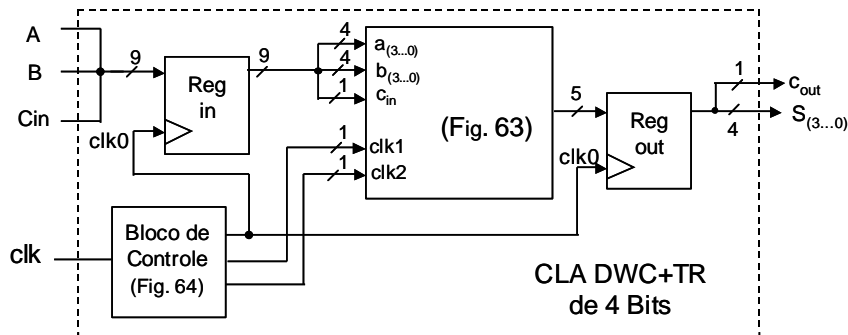 A
B
Cin
9
clk0
Reg
in
9
4
4
1
a(3...0)
b(3...0)
cin
1
1
clk1
clk2
(Fig. 63)
5
clk0
Reg
out
1
4
cout
S(3...0)
clk
Bloco de
Controle
(Fig. 64)
CLA DWC+TR
de 4 Bits